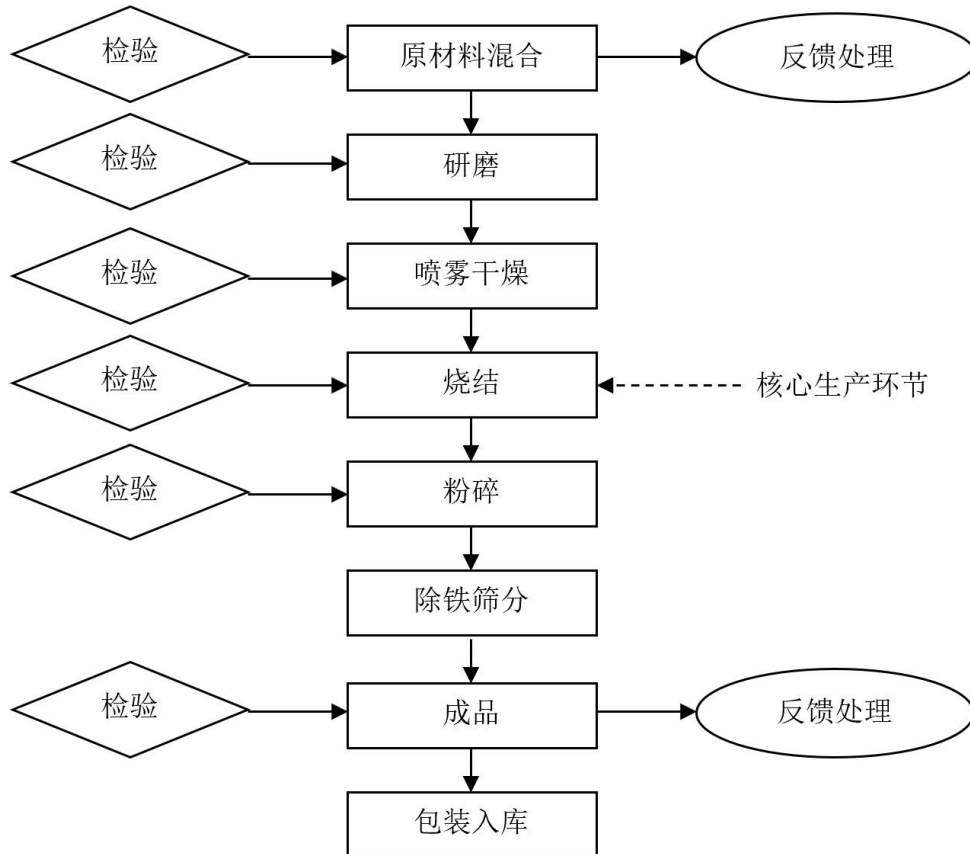 检验
原材料混合
反馈处理
检验
研磨
检验
喷雾干燥
检验
烧结
核心生产环节
检验
粉碎
除铁筛分
检验
成品
反馈处理
包装入库